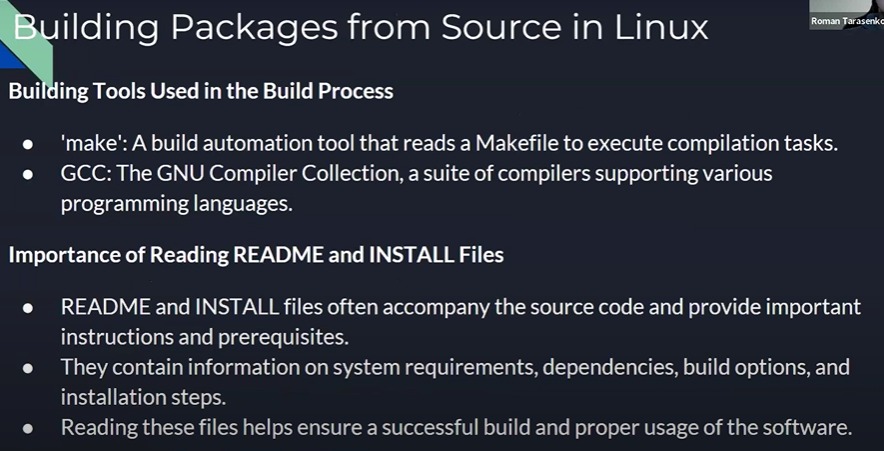 Building Packages from Source in Linux
Roman Tarasenko
Building Tools Used in the Build Process
● 'make': A build automation tool that reads a Makefile to execute compilation tasks.
● GCC: The GNU Compiler Collection, a suite of compilers supporting various
programming languages.
Importance of Reading README and INSTALL Files
● README and INSTALL files often accompany the source code and provide important
instructions and prerequisites.
● They contain information on system requirements, dependencies, build options, and
installation steps.
● Reading these files helps ensure a successful build and proper usage of the software.